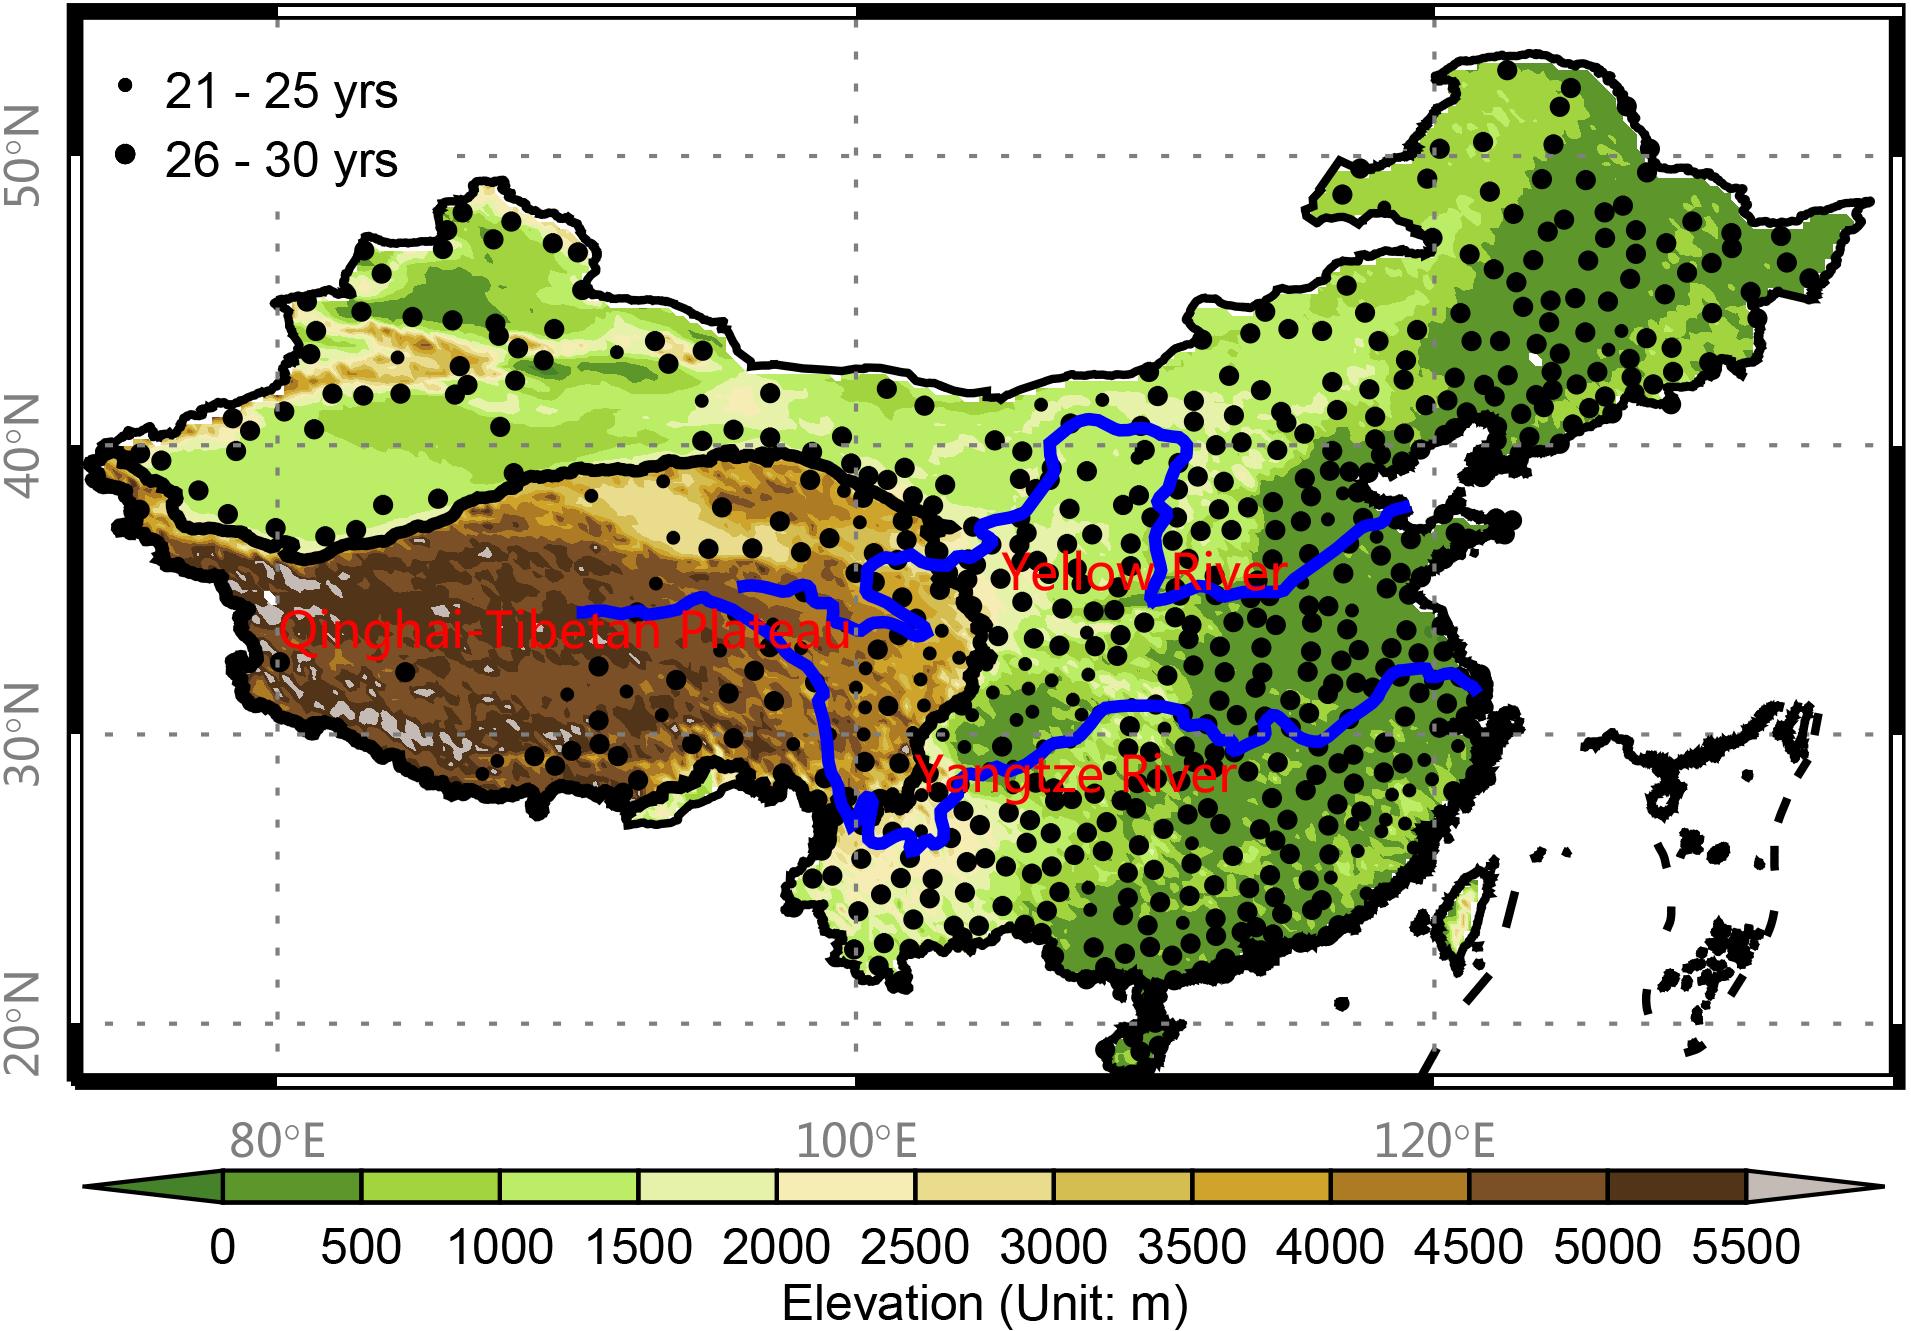 21 - 25 yrs
26 - 30 yrs
50°N
40°N
30°N
20°N
Yellow River
Qinghai-Tibetan Plateau
Yangtze River
80°E 100°E 120°E
0 500 1000 1500 2000 2500 3000 3500 4000 4500 5000 5500
Elevation (Unit: m)